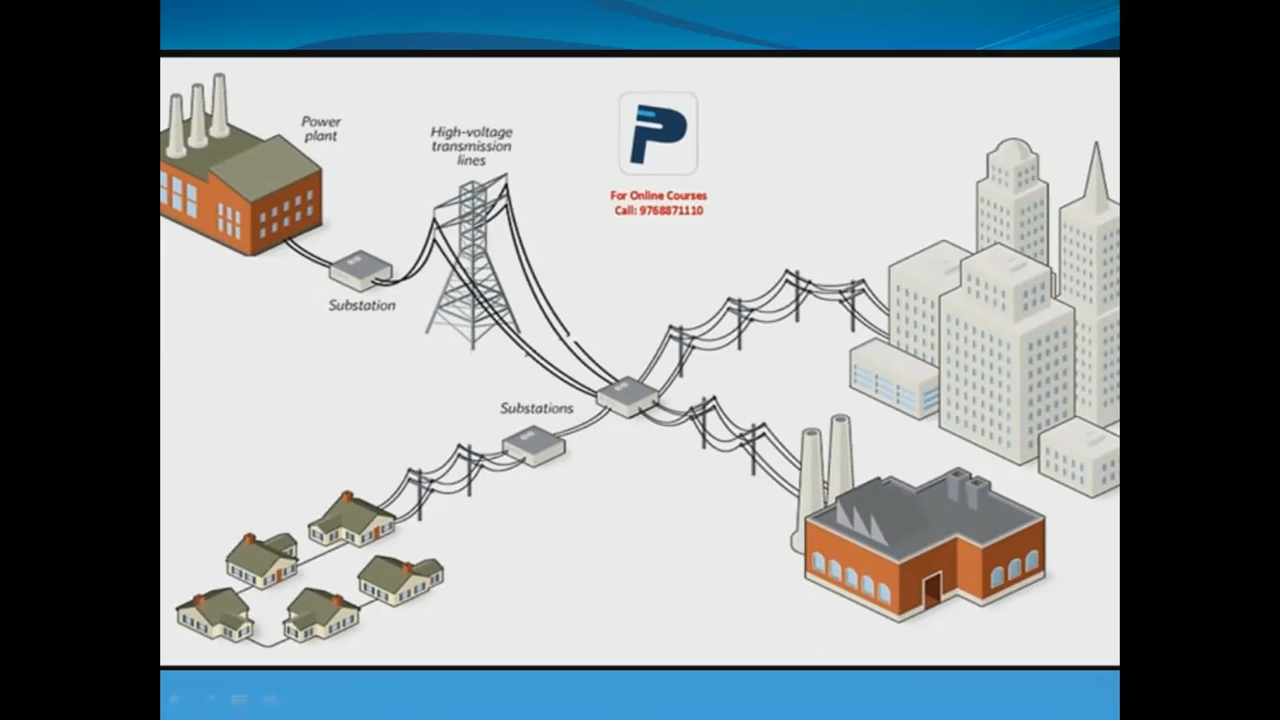 Power
plant
High-voltage
transmission
lines
P
For Online Courses
Call: 9768871110
Substation
Substations